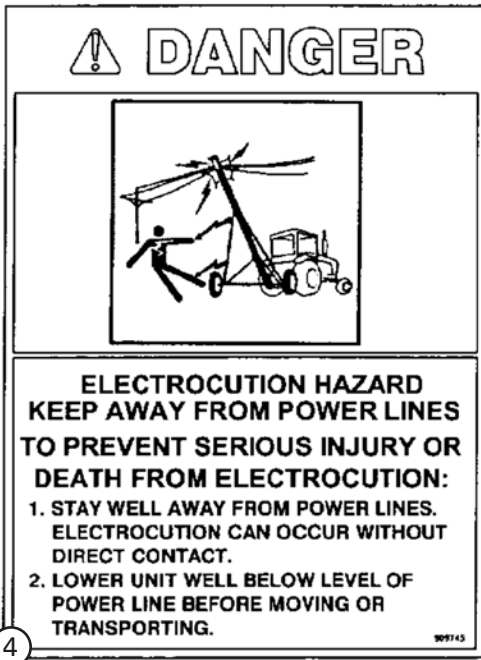 DANGER
ELECTROCUTION HAZARD
KEEP AWAY FROM POWER LINES
TO PREVENT SERIOUS INJURY OR
DEATH FROM ELECTROCUTION:
1. STAY WELL AWAY FROM POWER LINES.
ELECTROCUTION CAN OCCUR WITHOUT
DIRECT CONTACT.
2. LOWER UNIT WELL BELOW LEVEL OF
POWER LINE BEFORE MOVING OR
TRANSPORTING.
909745
4